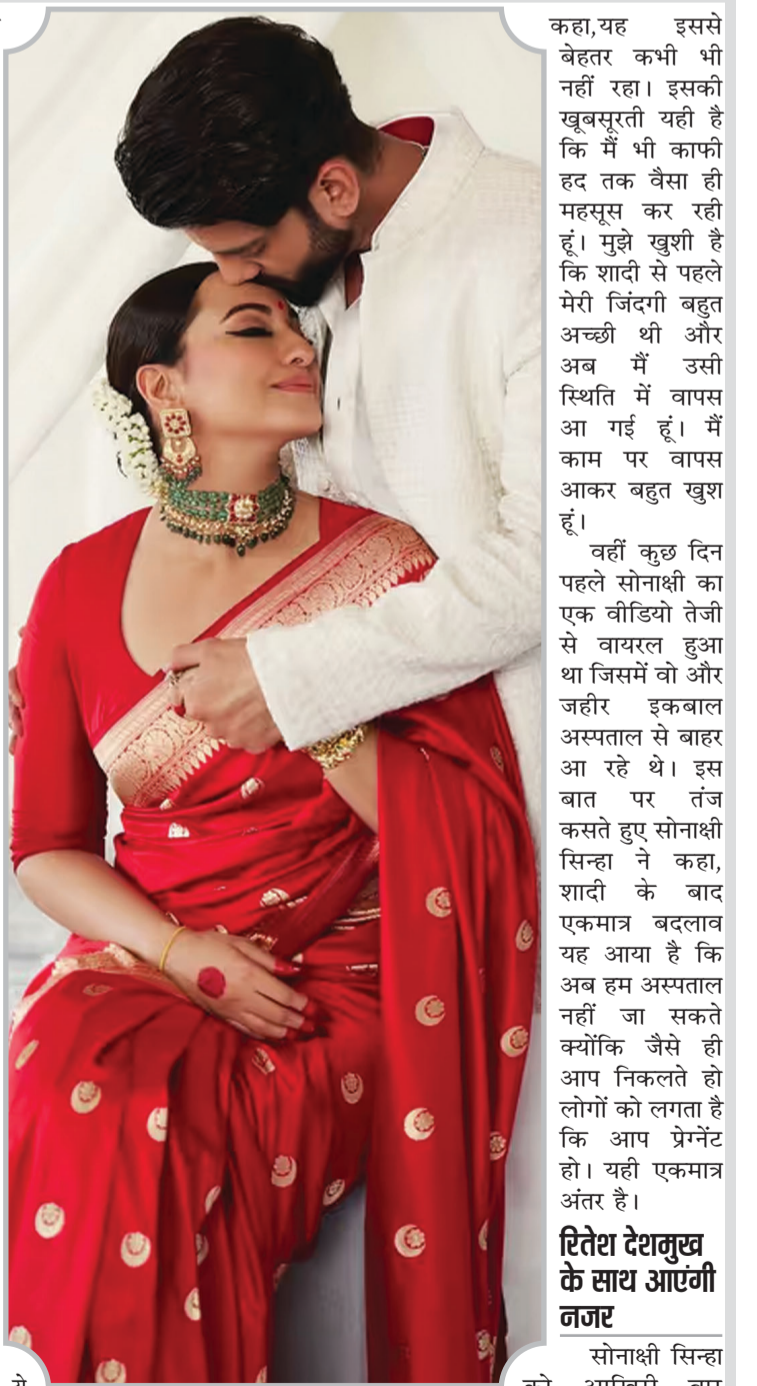 कहा,यह इससे
बेहतर कभी भी
नहीं रहा। इसकी
खूबसूरती यही है
कि मैं भी काफी
हद तक वैसा ही
महसूस कर रही
हूं। मुझे खुशी है
कि शादी से पहले
मेरी जिंदगी बहुत
अच्छी थी और
अब मैं उसी
स्थिति में वापस
आ गई हूं। मैं
काम पर वापस
आकर बहुत खुश
हूं।
वहीं कुछ दिन
पहले सोनाक्षी का
एक वीडियो तेजी
से वायरल हुआ
था जिसमें वो और
जहीर इकबाल
अस्पताल से बाहर
आ रहे थे। इस
बात पर तंज
कसते हुए सोनाक्षी
सिन्हा ने कहा,
शादी के बाद
एकमात्र बदलाव
यह आया है कि
अब हम अस्पताल
नहीं जा सकते
क्योंकि जैसे ही
आप निकलते हो
लोगों को लगता है
कि आप प्रेग्नेंट
हो। यही एकमात्र
अंतर है।
रितेश देशमुख
के साथ आएंगी
नजर
सोनाक्षी सिन्हा